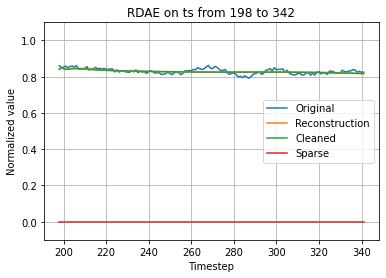 RDAE on ts from 198 to 342
Normalized value
1.0
0.8
0.6
0.4
0.2
0.0
Original
Reconstruction
Cleaned
Sparse
200 220 240 260 280 300 320 340
Timestep